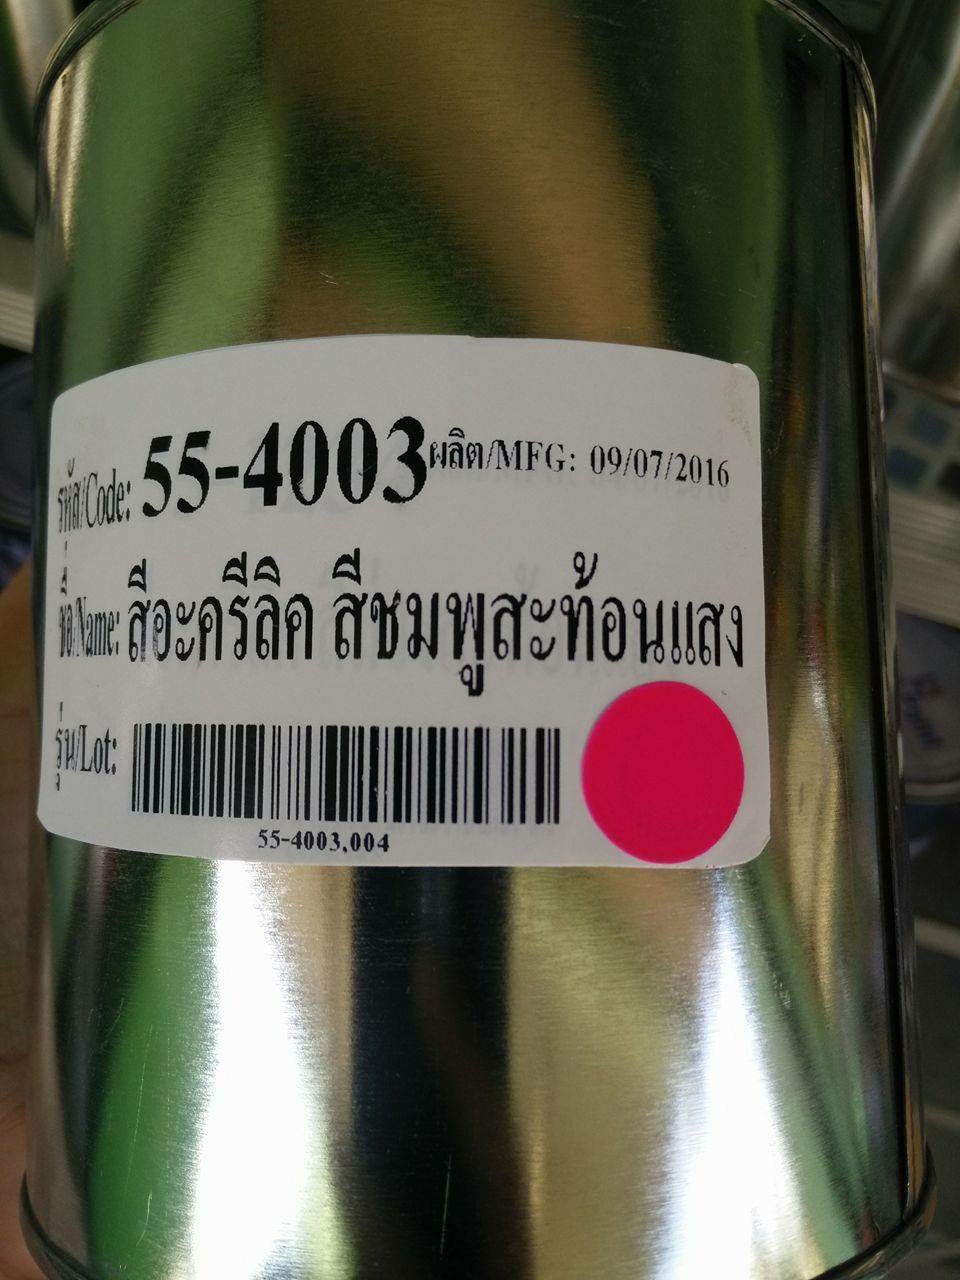 รหัส/Code: 55-4003 ผลิต/MFG: 09/07/2016
ชื่อ/Name: สีอะครีลิค สีชมพูสะท้อนแสง
รุ่น/Lot:
55-4003.004